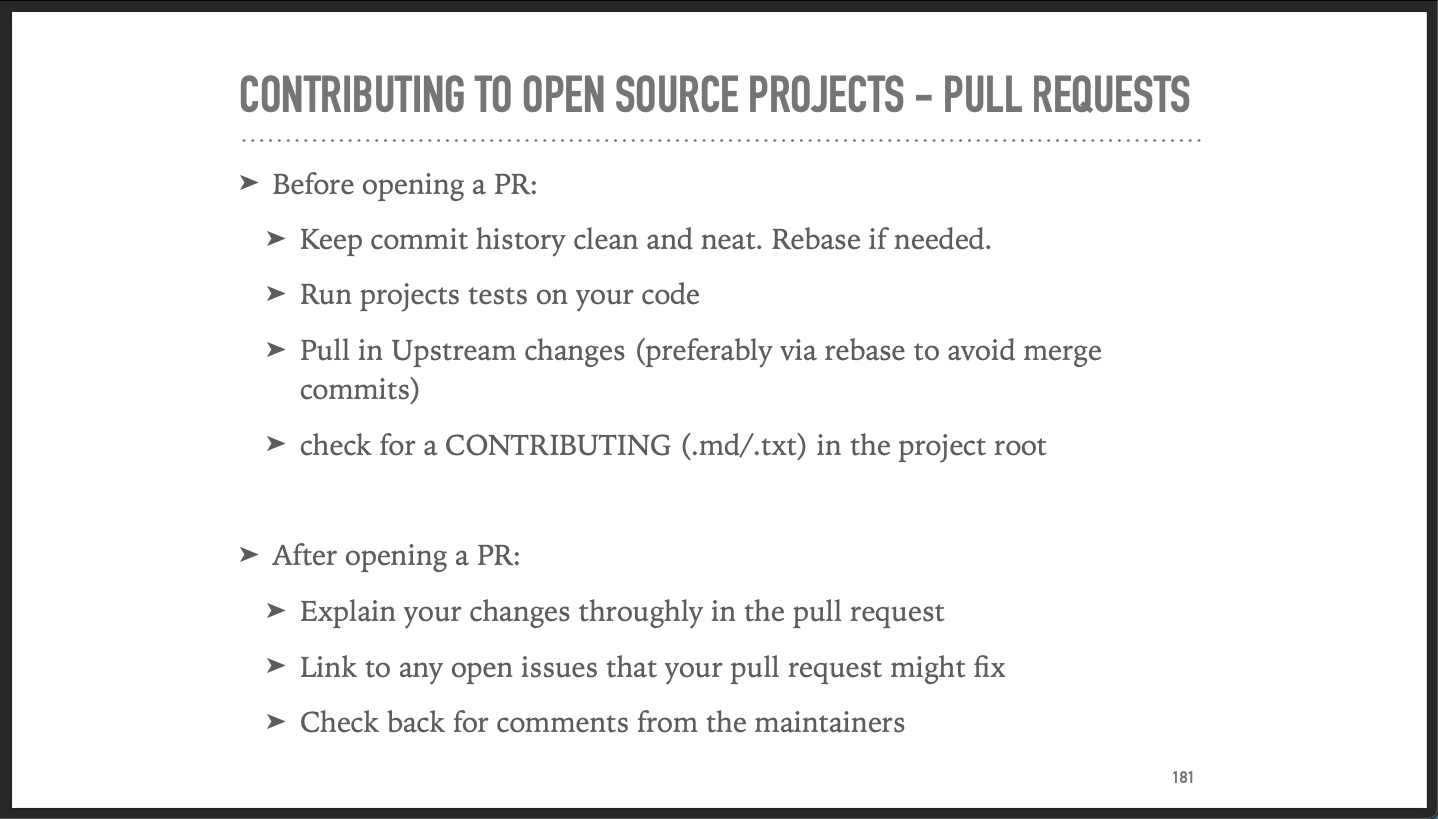 CONTRIBUTING TO OPEN SOURCE PROJECTS – PULL REQUESTS
➤ Before opening a PR:
➤ Keep commit history clean and neat. Rebase if needed.
➤ Run projects tests on your code
➤ Pull in Upstream changes (preferably via rebase to avoid merge
commits)
➤ check for a CONTRIBUTING (.md/.txt) in the project root
➤ After opening a PR:
➤ Explain your changes throughly in the pull request
➤ Link to any open issues that your pull request might fix
➤ Check back for comments from the maintainers
181